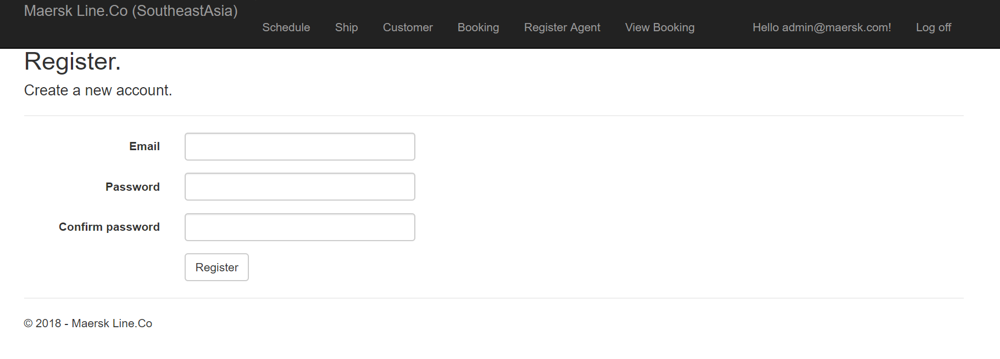 Maersk Line.Co (SoutheastAsia)
Schedule Ship Customer Booking Register Agent View Booking Hello admin@maersk.com! Log off
Register.
Create a new account.
Email
Password
Confirm password
Register
© 2018 - Maersk Line.Co